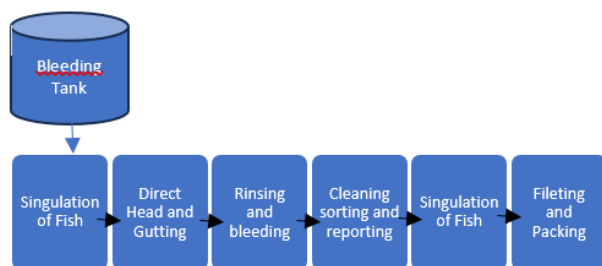 Bleeding
Tank
Singulation
of Fish
Direct
Head and
Gutting
Rinsing
and
bleeding
Cleaning
sorting and
reporting
Singulation
of Fish
Fileting
and
Packing